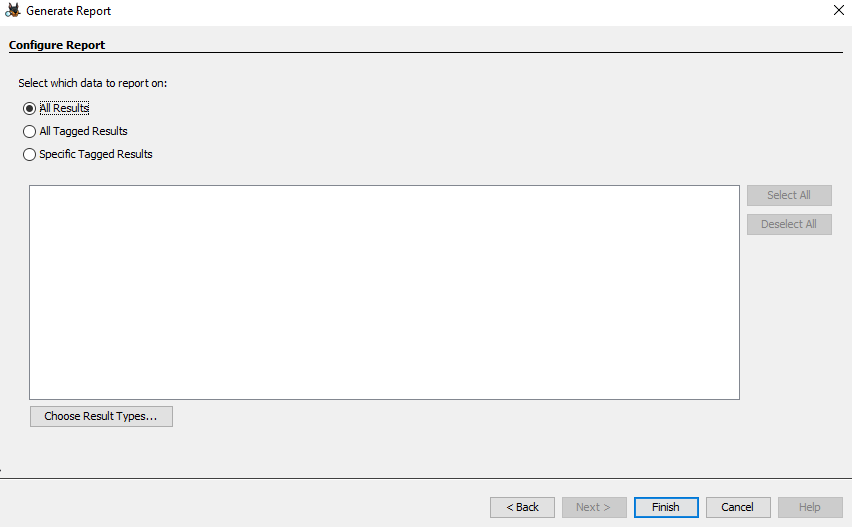 Generate Report
Configure Report
Select which data to report on:
All Results
All Tagged Results
Specific Tagged Results
Select All
Deselect All
Choose Result Types...
< Back
Next >
Finish
Cancel
Help